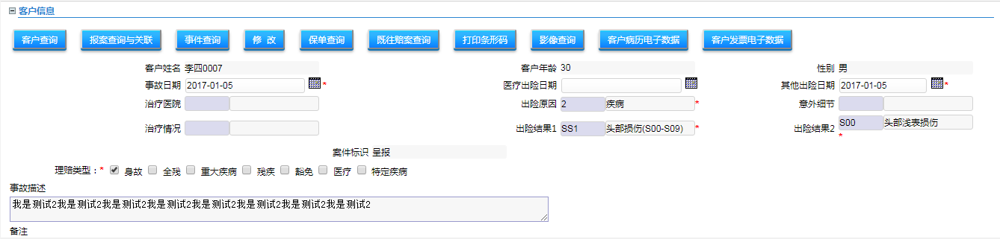 客户信息
客户查询 报案查询与关联 事件查询 修 改 保单查询 既往赔案查询 打印条形码 影像查询 客户病历电子数据 客户发票电子数据
客户姓名 李四0007 客户年龄 30 性别 男
事故日期 2017-01-05 * 医疗出险日期 其他出险日期 2017-01-05 *
治疗医院 出险原因 2 疾病 * 意外细节
治疗情况 出险结果1 SS1 头部损伤(S00-S09) * 出险结果2 S00 头部浅表损伤 *
案件标识 呈报
理赔类型：* 身故 全残 重大疾病 残疾 豁免 医疗 特定疾病
事故描述
我是测试2我是测试2我是测试2我是测试2我是测试2我是测试2我是测试2我是测试2
备注